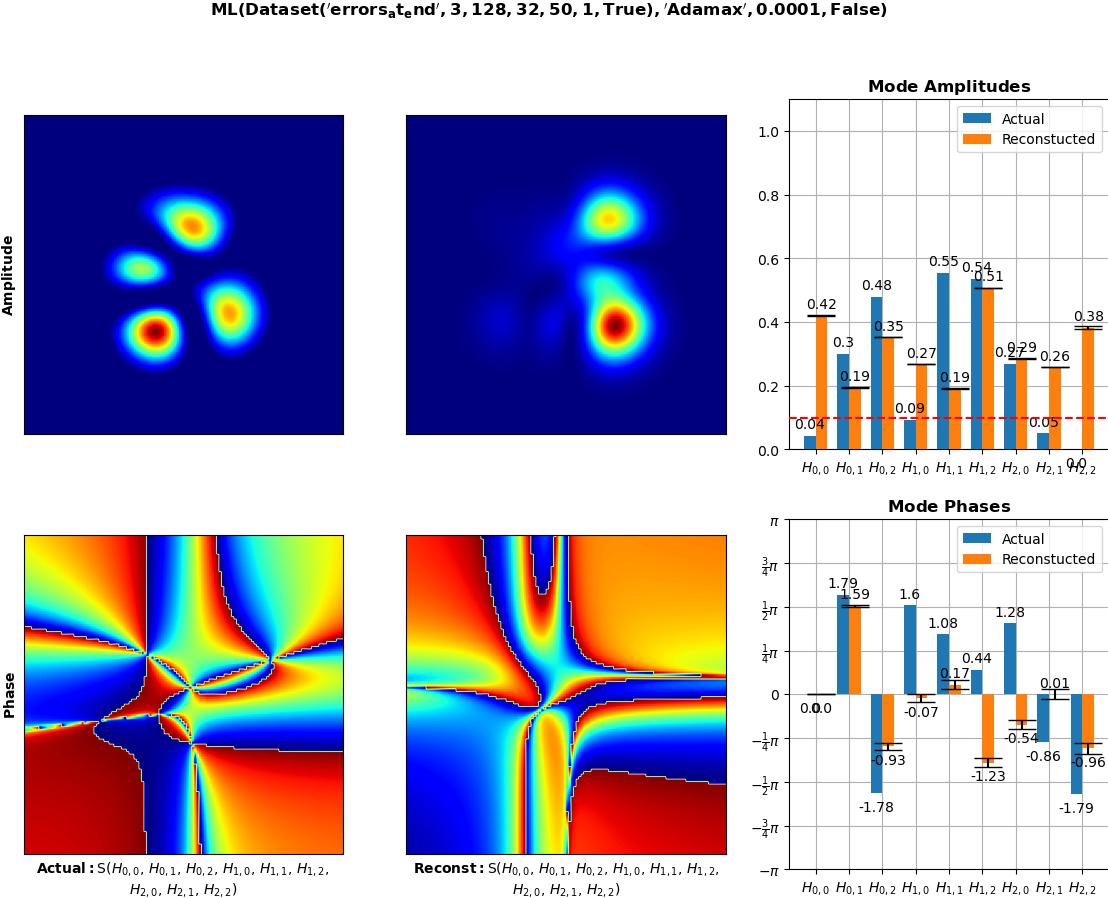 ML(Dataset('errors_at_end', 3, 128, 32, 50, 1, True), 'Adamax', 0.0001, False)
Amplitude
Mode Amplitudes
Actual
Reconstucted
1.0
0.8
0.6
0.4
0.2
0.0
0.04
0.3
0.48
0.09
0.55
0.54
0.27
0.05
0.0
0.42
0.19
0.35
0.27
0.19
0.51
0.29
0.26
0.38
H0,0 H0,1 H0,2 H1,0 H1,1 H1,2 H2,0 H2,1 H2,2
Phase
Mode Phases
Actual
Reconstucted
π
3/4π
1/2π
1/4π
0
−1/4π
−1/2π
−3/4π
−π
0.0
1.79
-1.78
1.6
1.08
0.44
1.28
-0.86
-1.79
0.0
1.59
-0.93
-0.07
0.17
-1.23
-0.54
0.01
-0.96
H0,0 H0,1 H0,2 H1,0 H1,1 H1,2 H2,0 H2,1 H2,2
Actual: S(H0,0, H0,1, H0,2, H1,0, H1,1, H1,2,
H2,0, H2,1, H2,2)
Reconst: S(H0,0, H0,1, H0,2, H1,0, H1,1, H1,2,
H2,0, H2,1, H2,2)